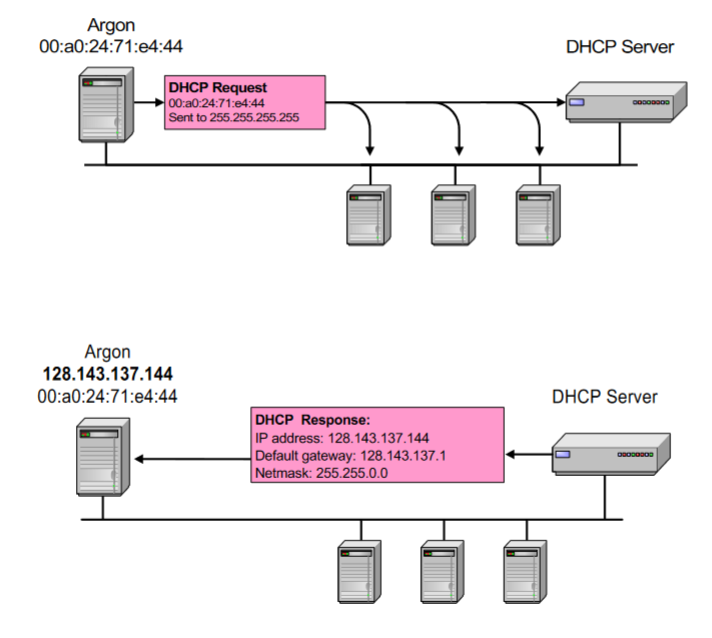 Argon
00:a0:24:71:e4:44
DHCP Server
DHCP Request
00:a0:24:71:e4:44
Sent to 255.255.255.255
Argon
128.143.137.144
00:a0:24:71:e4:44
DHCP Server
DHCP Response:
IP address: 128.143.137.144
Default gateway: 128.143.137.1
Netmask: 255.255.0.0